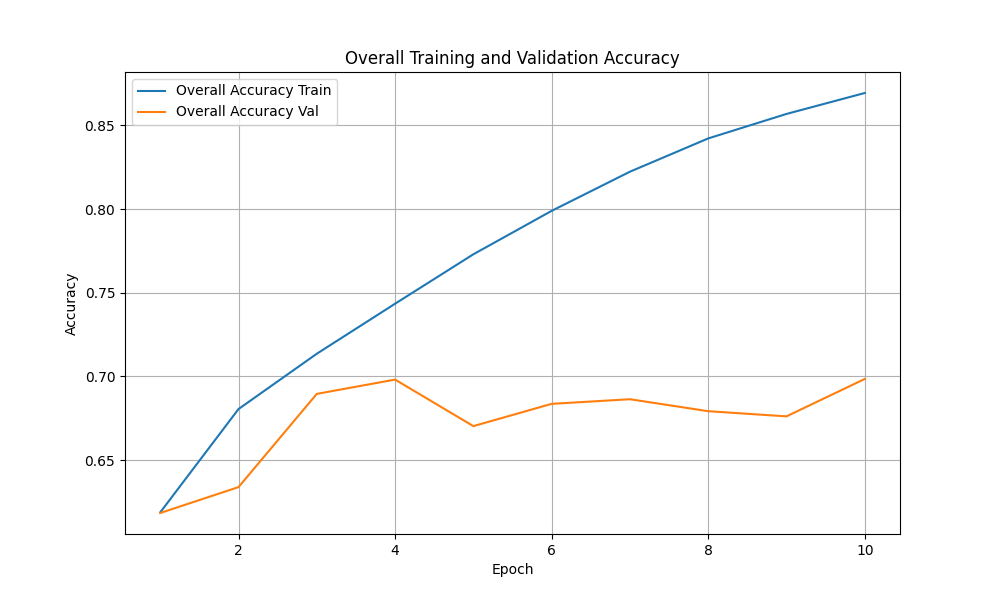 Overall Training and Validation Accuracy
Overall Accuracy Train
Overall Accuracy Val
0.85
0.80
0.75
0.70
0.65
Accuracy
2 4 6 8 10
Epoch